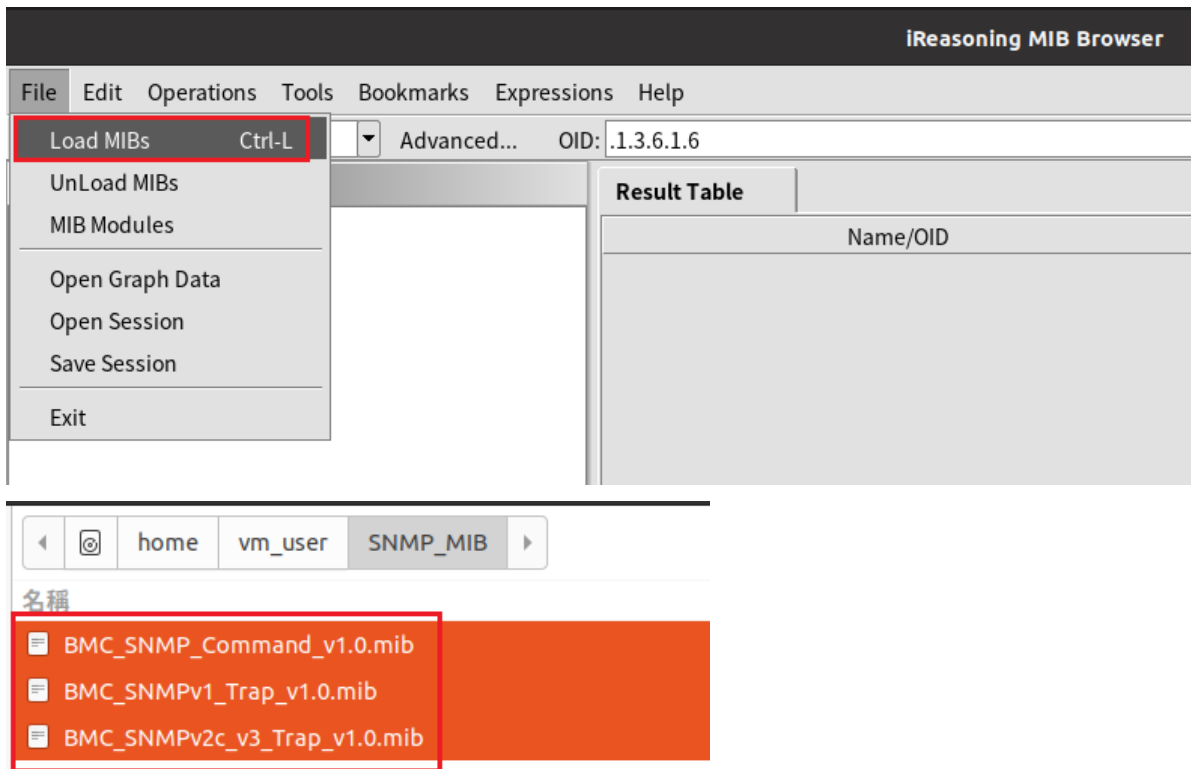 iReasoning MIB Browser
File Edit Operations Tools Bookmarks Expressions Help
Load MIBs Ctrl-L
Advanced... OID: .1.3.6.1.6
UnLoad MIBs
Result Table
MIB Modules
Name/OID
Open Graph Data
Open Session
Save Session
Exit
home vm_user SNMP_MIB
名稱
BMC_SNMP_Command_v1.0.mib
BMC_SNMPv1_Trap_v1.0.mib
BMC_SNMPv2c_v3_Trap_v1.0.mib